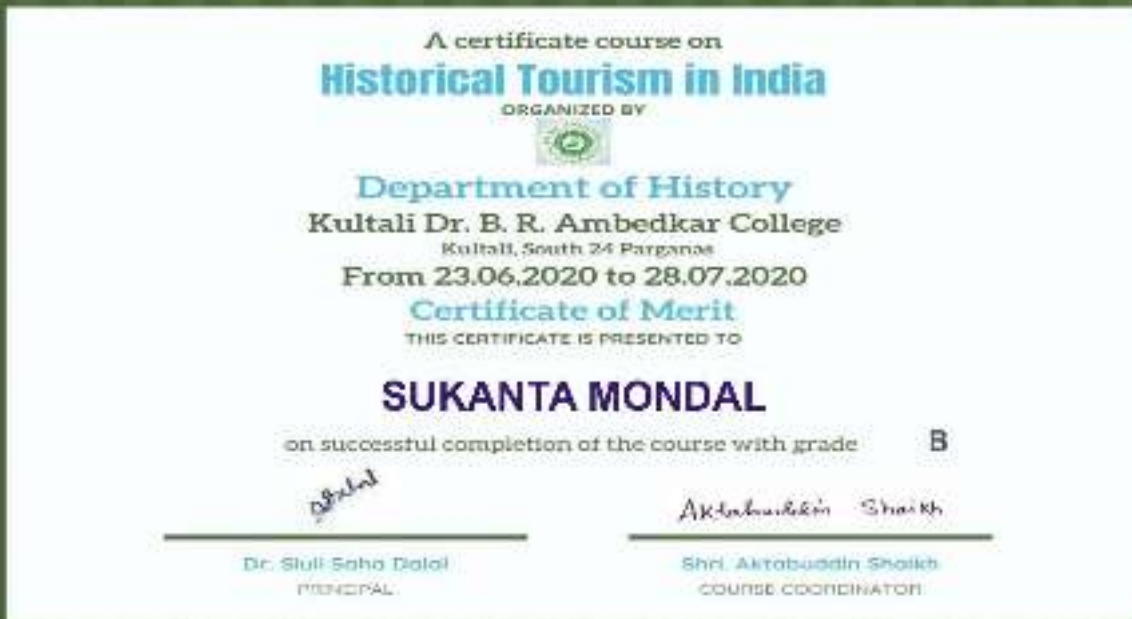 A certificate course on
Historical Tourism in India
ORGANIZED BY
Department of History
Kultali Dr. B. R. Ambedkar College
Kultali, South 24 Parganas
From 23.06.2020 to 28.07.2020
Certificate of Merit
THIS CERTIFICATE IS PRESENTED TO
SUKANTA MONDAL
on successful completion of the course with grade B
Aktabuddin Shaikh
Dr. Siuli Saha Dalal
Shri. Aktabuddin Shaikh
PRINCIPAL
COURSE COORDINATOR